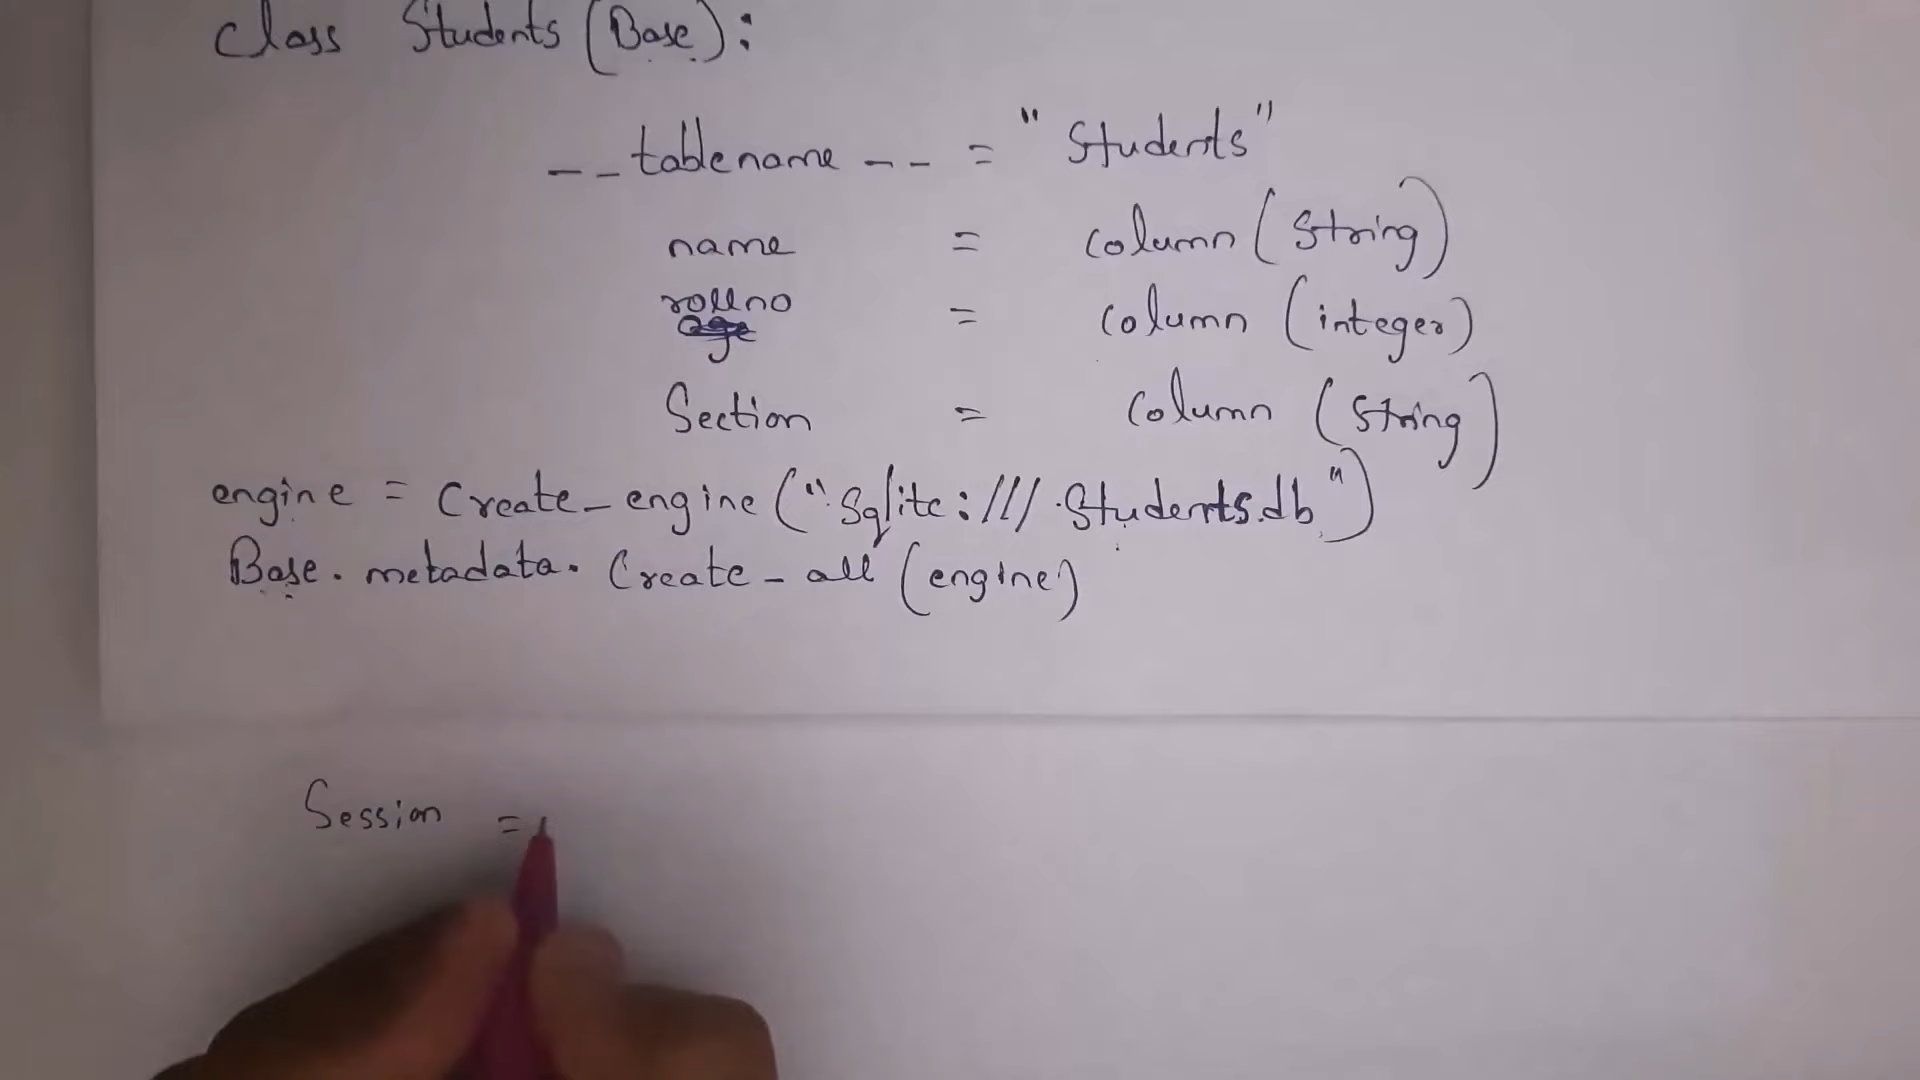 class Students (Base):
__tablename__ = "Students"
name = column (String)
rollno = column (integer)
Section = column (String)
engine = Create_engine ("Sqlite:///Students.db")
Base.metadata.Create_all (engine)
Session =